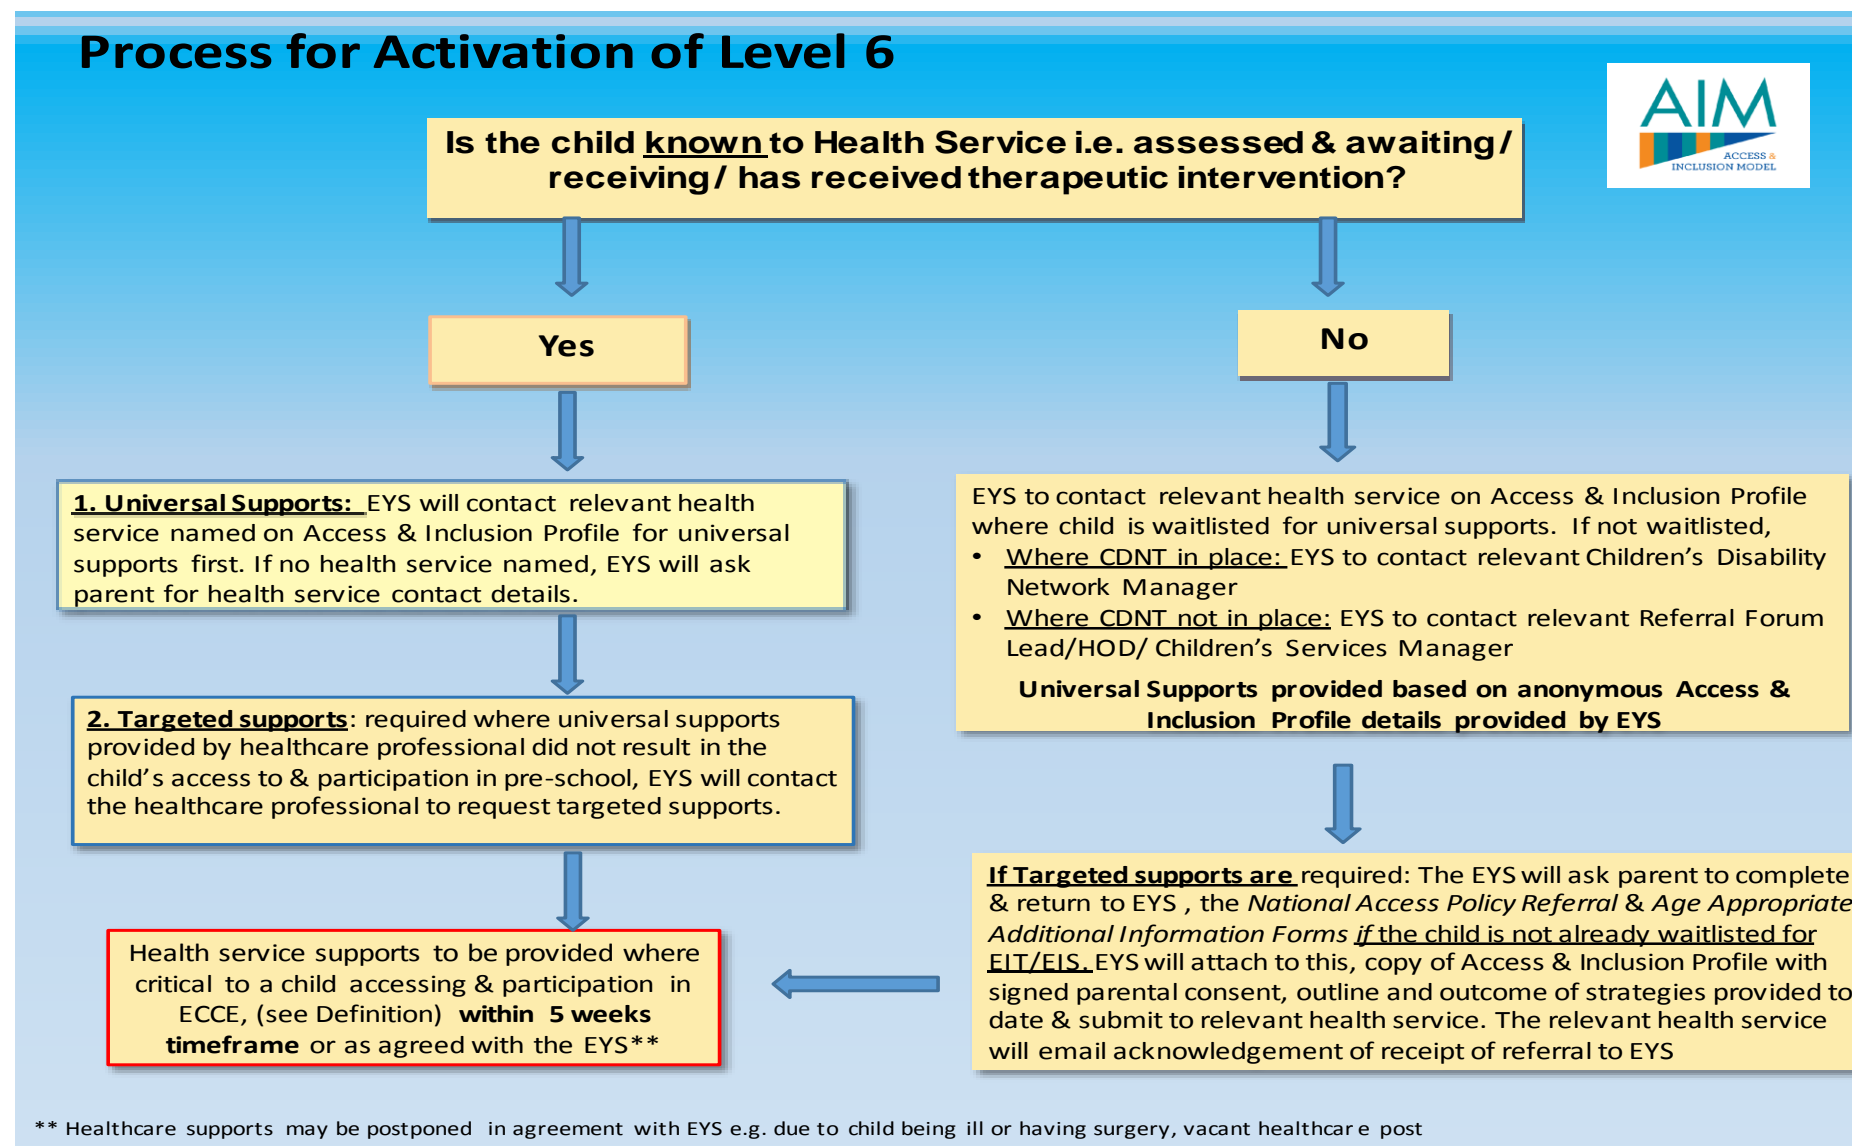 Process for Activation of Level 6
AIM
ACCESS &
INCLUSION MODEL
Is the child known to Health Service i.e. assessed & awaiting/
receiving/ has received therapeutic intervention?
Yes
No
1. Universal Supports: EYS will contact relevant health
service named on Access & Inclusion Profile for universal
supports first. If no health service named, EYS will ask
parent for health service contact details.
2. Targeted supports: required where universal supports
provided by healthcare professional did not result in the
child's access to & participation in pre-school, EYS will contact
the healthcare professional to request targeted supports.
Health service supports to be provided where
critical to a child accessing & participation in
ECCE, (see Definition) within 5 weeks
timeframe or as agreed with the EYS**
EYS to contact relevant health service on Access & Inclusion Profile
where child is waitlisted for universal supports. If not waitlisted,
• Where CDNT in place: EYS to contact relevant Children's Disability
Network Manager
• Where CDNT not in place: EYS to contact relevant Referral Forum
Lead/HOD/ Children's Services Manager
Universal Supports provided based on anonymous Access &
Inclusion Profile details provided by EYS
If Targeted supports are required: The EYS will ask parent to complete
& return to EYS , the National Access Policy Referral & Age Appropriate
Additional Information Forms if the child is not already waitlisted for
EIT/EIS. EYS will attach to this, copy of Access & Inclusion Profile with
signed parental consent, outline and outcome of strategies provided to
date & submit to relevant health service. The relevant health service
will email acknowledgement of receipt of referral to EYS
** Healthcare supports may be postponed in agreement with EYS e.g. due to child being ill or having surgery, vacant healthcare post